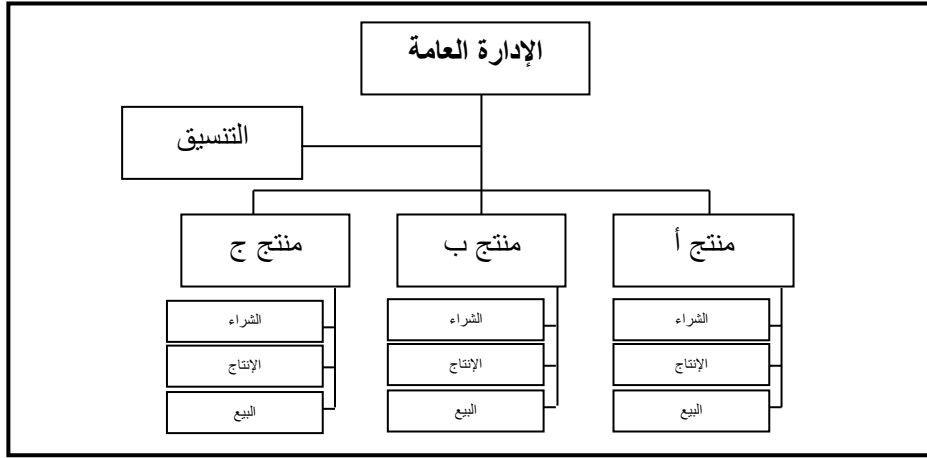 الإدارة العامة
التنسيق
منتج أ
منتج ب
منتج ج
الشراء
الشراء
الشراء
الإنتاج
الإنتاج
الإنتاج
البيع
البيع
البيع